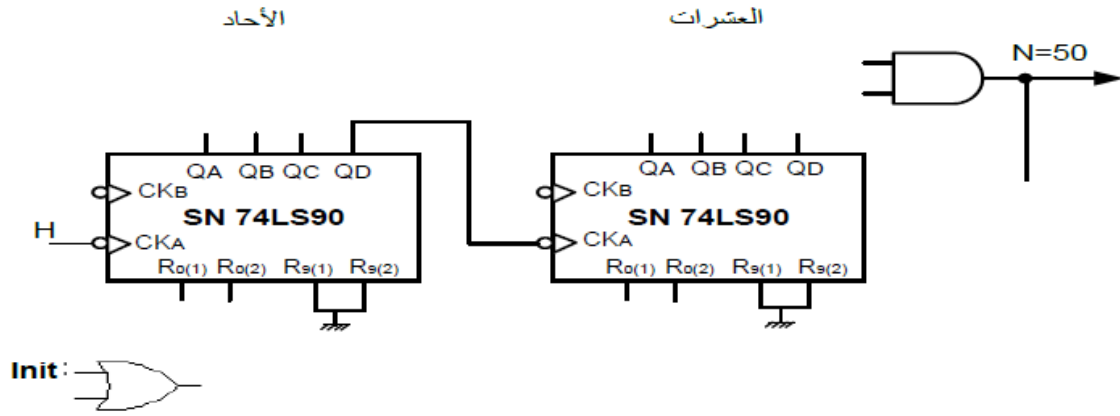 الأحاد
العشرات
N=50
QA QB QC QD
CKB
SN 74LS90
H
CKA
R0(1) R0(2) R9(1) R9(2)
QA QB QC QD
CKB
SN 74LS90
CKA
R0(1) R0(2) R9(1) R9(2)
Init :